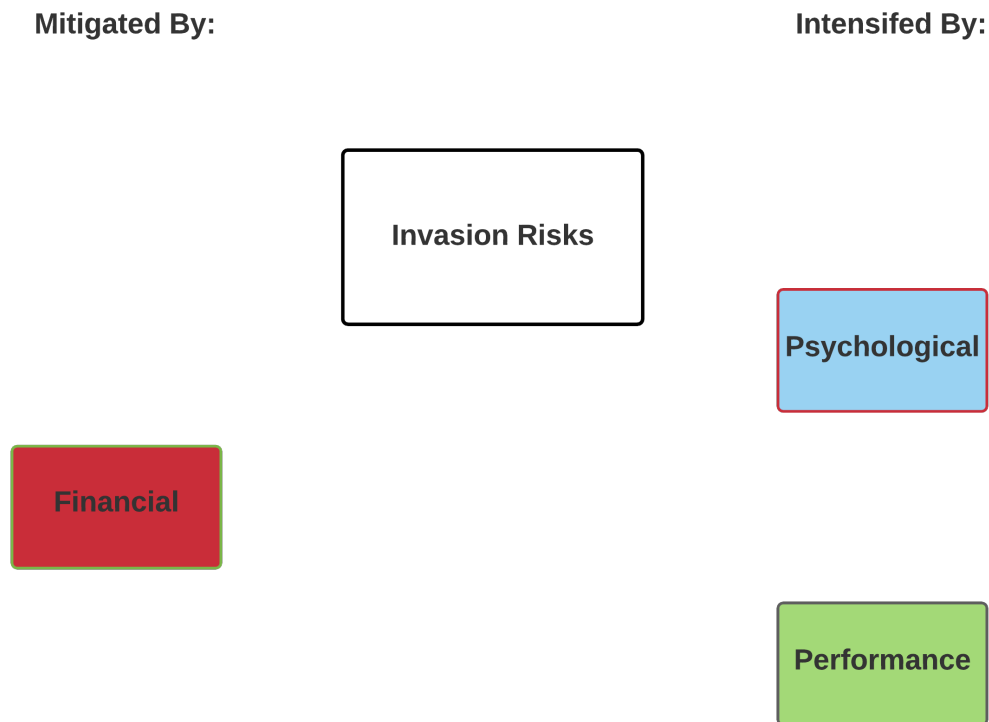 Mitigated By:
Intensifed By:
Invasion Risks
Psychological
Financial
Performance